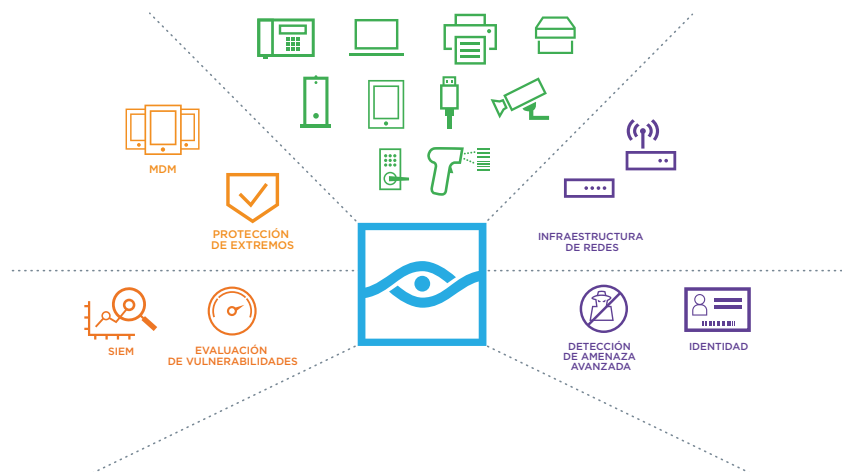 MDM
PROTECCIÓN
DE EXTREMOS
INFRAESTRUCTURA
DE REDES
SIEM
EVALUACIÓN
DE VULNERABILIDADES
DETECCIÓN
DE AMENAZA
AVANZADA
IDENTIDAD